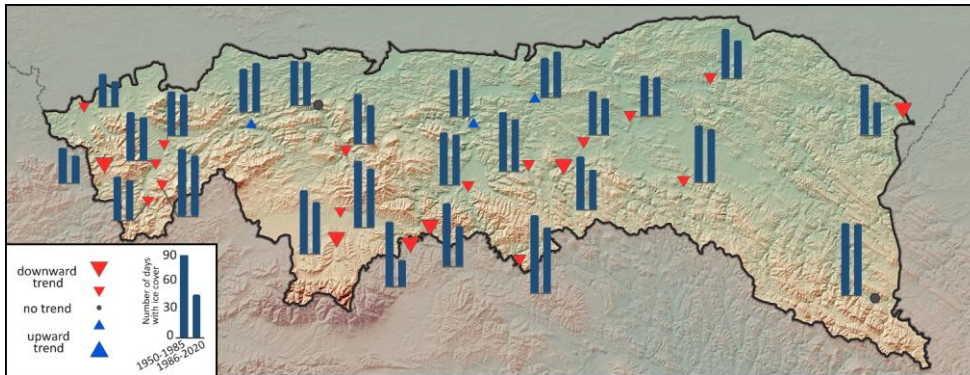 downward
trend
no trend
upward
trend
Number of days
with ice cover
90
60
30
0
1950-1985
1986-2020